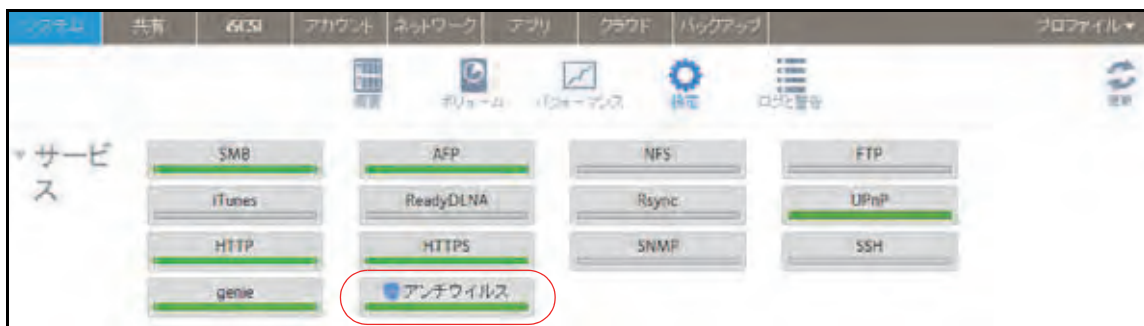 システム 共有 iSCSI アカウント ネットワーク アプリ クラウド バックアップ プロファイル
概要 ボリューム パフォーマンス 設定 ログと警告 更新
サービ
ス
SMB AFP NFS FTP
iTunes ReadyDLNA Rsync UPnP
HTTP HTTPS SNMP SSH
genie アンチウイルス